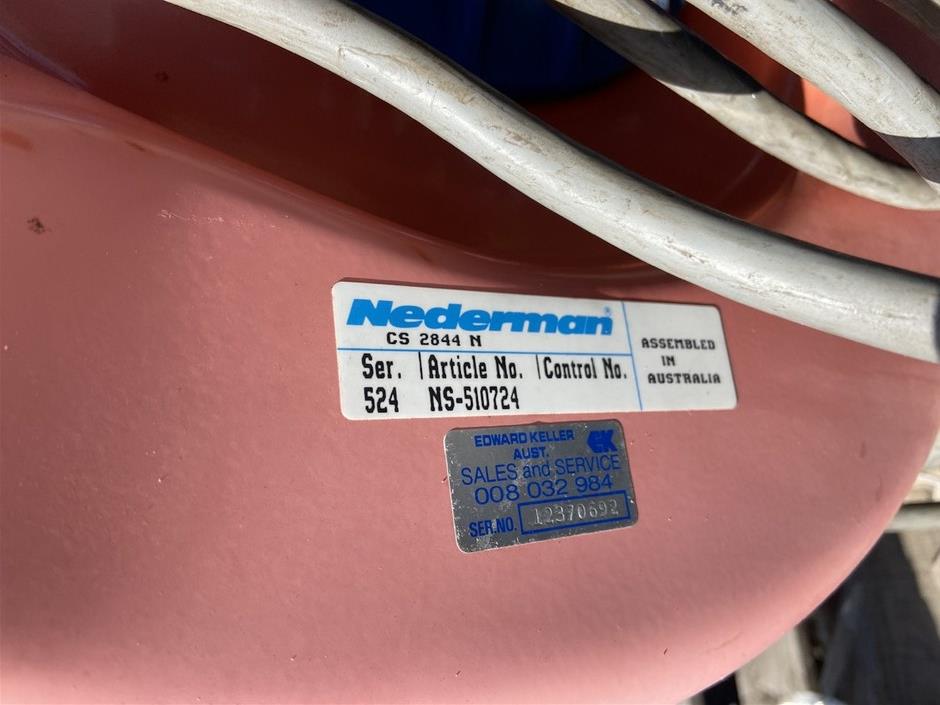 Nederman
CS 2844 N
Ser. Article No. Control No.
524 NS-510724
ASSEMBLED
IN
AUSTRALIA
EDWARD KELLER EK
AUST.
SALES and SERVICE
008 032 984
SER.NO. 12370692